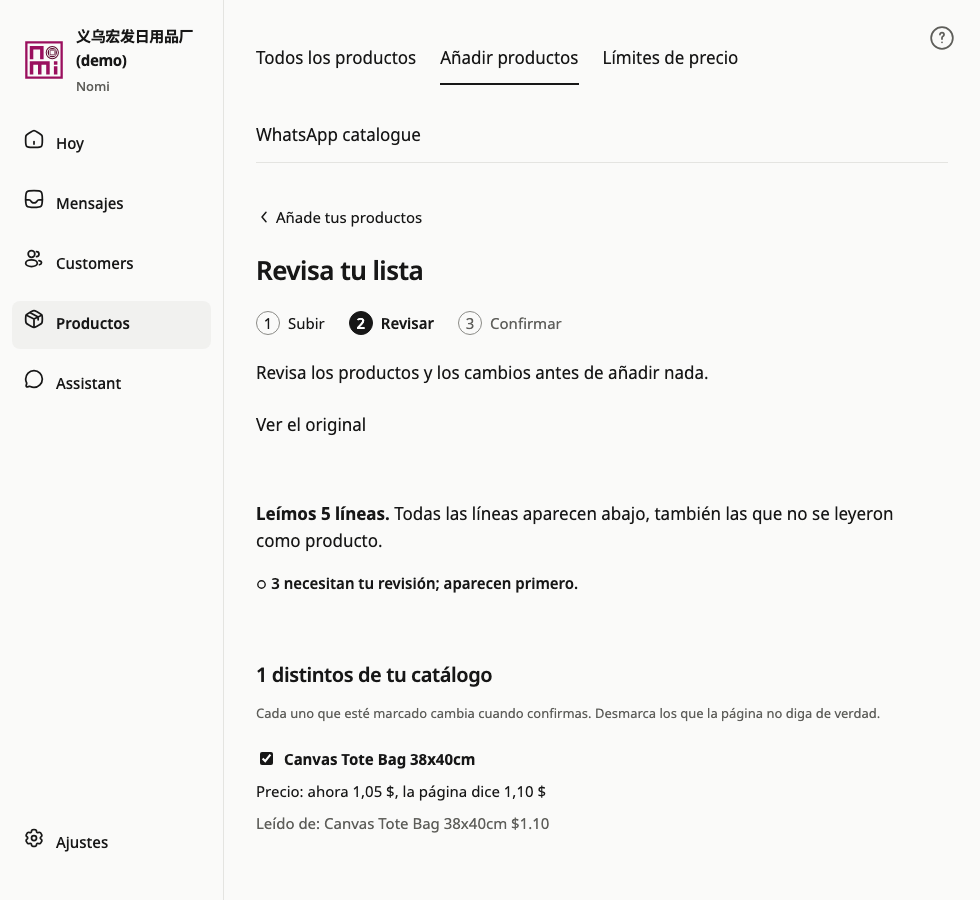 义乌宏发日用品厂
(demo)
Nomi
Hoy
Mensajes
Customers
Productos
Assistant
Ajustes
Todos los productos
Añadir productos
Límites de precio
WhatsApp catalogue
Añade tus productos
Revisa tu lista
1 Subir
2 Revisar
3 Confirmar
Revisa los productos y los cambios antes de añadir nada.
Ver el original
Leímos 5 líneas. Todas las líneas aparecen abajo, también las que no se leyeron
como producto.
3 necesitan tu revisión; aparecen primero.
1 distintos de tu catálogo
Cada uno que esté marcado cambia cuando confirmas. Desmarca los que la página no diga de verdad.
Canvas Tote Bag 38x40cm
Precio: ahora 1,05 $, la página dice 1,10 $
Leído de: Canvas Tote Bag 38x40cm $1.10